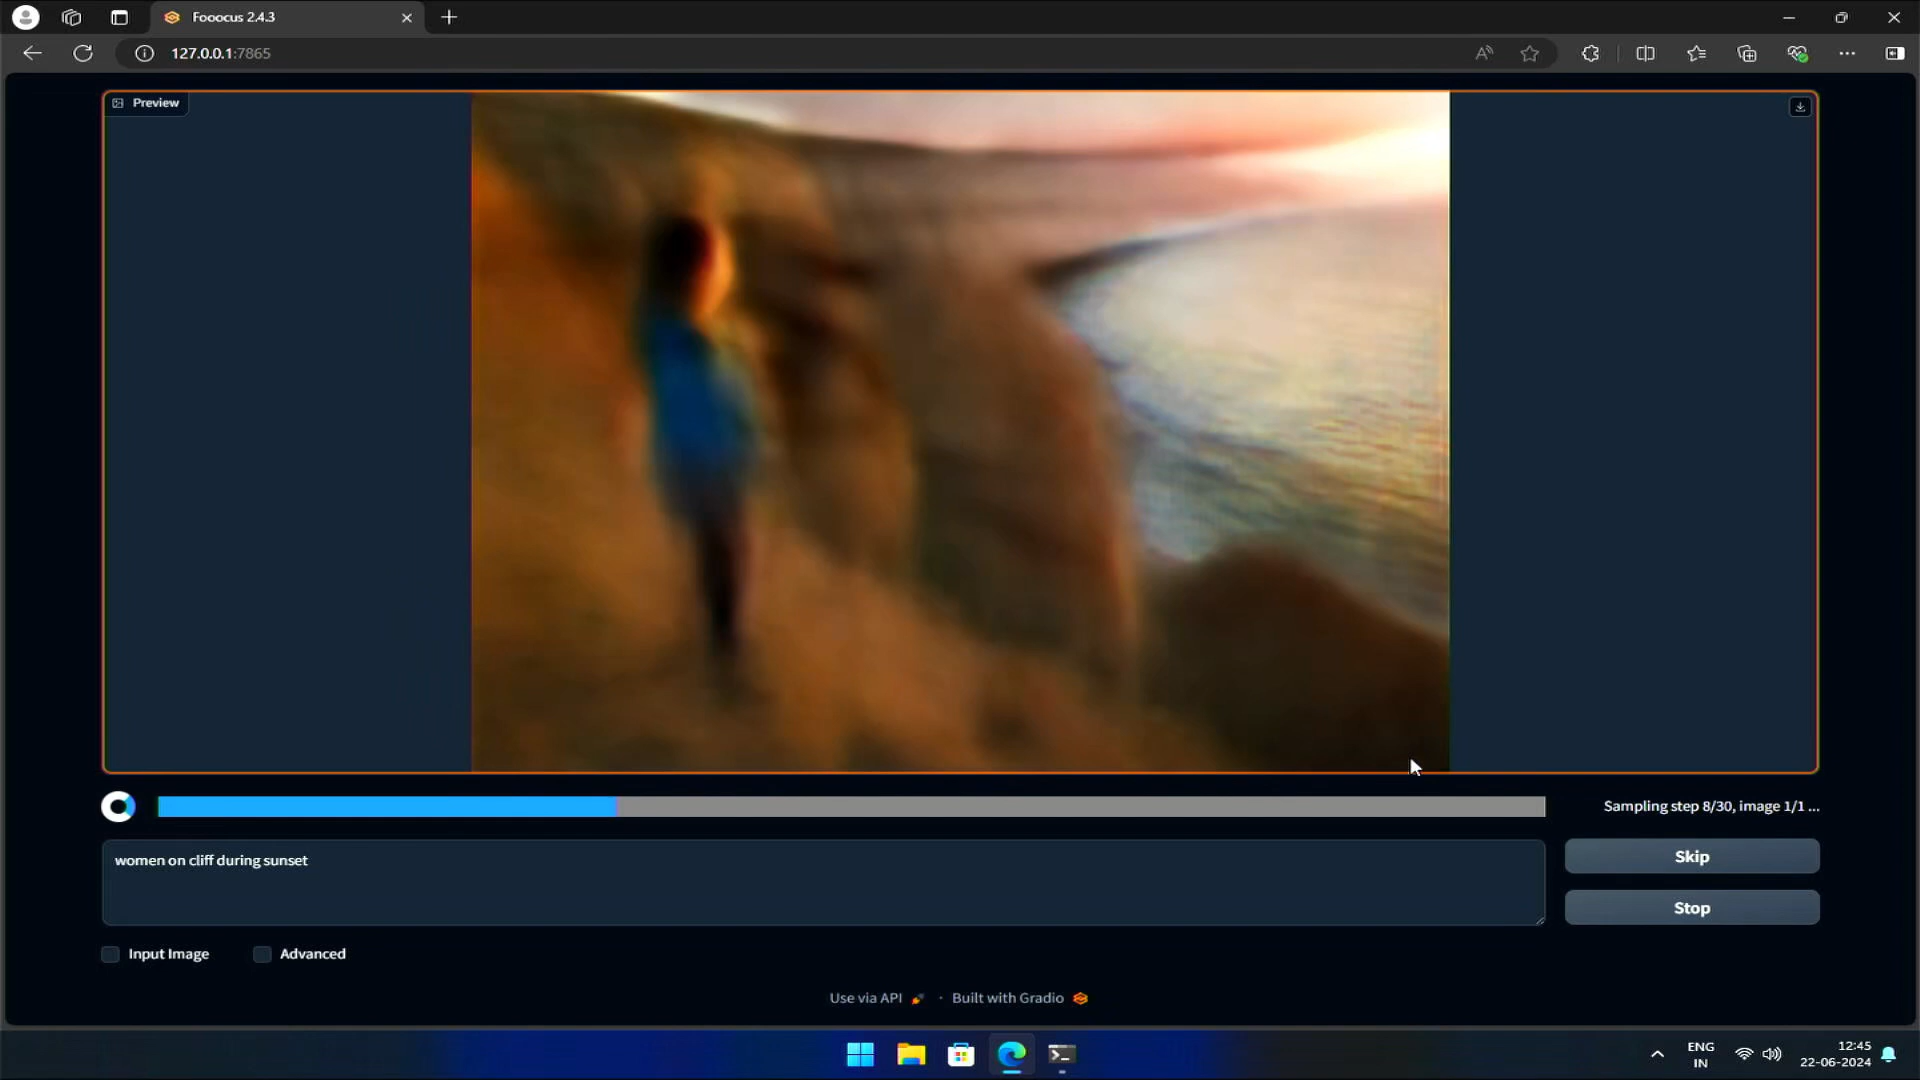 Fooocus 2.4.3
127.0.0.1:7865
Preview
Sampling step 8/30, image 1/1 ...
women on cliff during sunset
Skip
Stop
Input Image
Advanced
Use via API · Built with Gradio
ENG
IN
12:45
22-06-2024